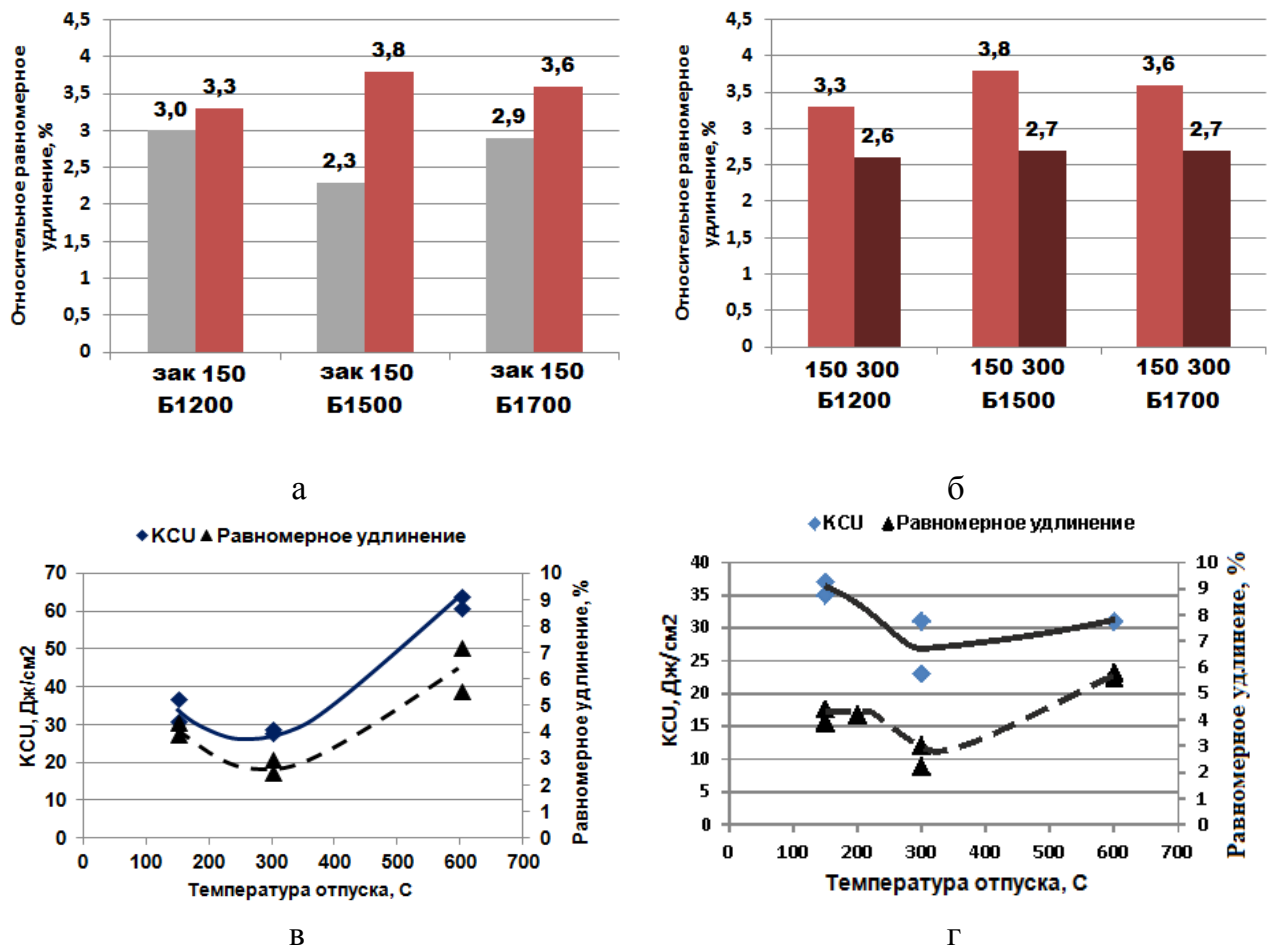 Относительное равномерное
удлинение, %
4,5
4
3,5
3
2,5
2
1,5
1
0,5
0
3,0
3,3
2,3
3,8
2,9
3,6
зак 150
зак 150
зак 150
Б1200
Б1500
Б1700
а
Относительное равномерное
удлинение, %
4,5
4
3,5
3
2,5
2
1,5
1
0,5
0
3,3
2,6
3,8
2,7
3,6
2,7
150 300
150 300
150 300
Б1200
Б1500
Б1700
б
KCU
Равномерное удлинение
KCU, Дж/см2
70
60
50
40
30
20
10
0
10
9
8
7
6
5
4
3
2
1
0
Равномерное удлинение, %
0 100 200 300 400 500 600 700
Температура отпуска, С
в
KCU
Равномерное удлинение
KCU, Дж/см2
40
35
30
25
20
15
10
5
0
10
9
8
7
6
5
4
3
2
1
0
Равномерное удлинение, %
0 100 200 300 400 500 600 700
Температура отпуска, С
г